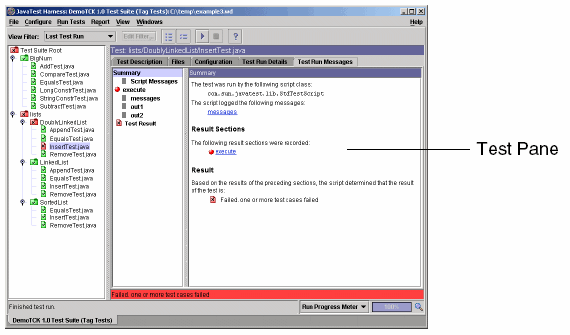 JavaTest Harness: DemoTCK 1.0 Test Suite (Tag Tests): C:\temp\example3.wd
File Configure Run Tests Report View Windows Help
View Filter: Last Test Run Edit Filter... ?
Test Suite Root
BigNum
AddTest.java
CompareTest.java
EqualsTest.java
LongConstrTest.java
StringConstrTest.java
SubtractTest.java
lists
DoublyLinkedList
AppendTest.java
EqualsTest.java
InsertTest.java
RemoveTest.java
LinkedList
AppendTest.java
EqualsTest.java
InsertTest.java
RemoveTest.java
SortedList
EqualsTest.java
InsertTest.java
RemoveTest.java
Test: lists/DoublyLinkedList/InsertTest.java
Test Description Files Configuration Test Run Details Test Run Messages
Summary
Script Messages
execute
messages
out1
out2
Test Result
Summary
The test was run by the following script class:
com.sun.javatest.lib.StdTestScript
The script logged the following messages:
messages
Result Sections
The following result sections were recorded:
execute
Result
Based on the results of the preceding sections, the script determined that the result
of the test is:
Failed. one or more test cases failed
Test Pane
Failed. one or more test cases failed
Finished test run. Run Progress Meter 100%
DemoTCK 1.0 Test Suite (Tag Tests)